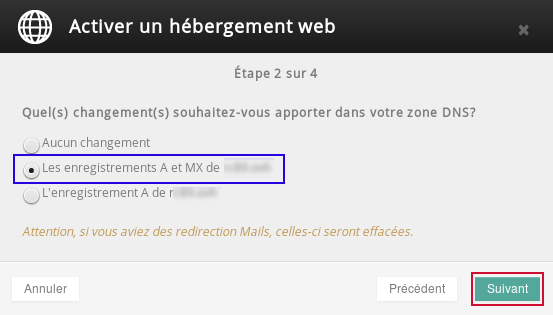 Activer un hébergement web
Étape 2 sur 4
Quel(s) changement(s) souhaitez-vous apporter dans votre zone DNS?
Aucun changement
Les enregistrements A et MX de
L'enregistrement A de
Attention, si vous aviez des redirection Mails, celles-ci seront effacées.
Annuler
Précédent
Suivant